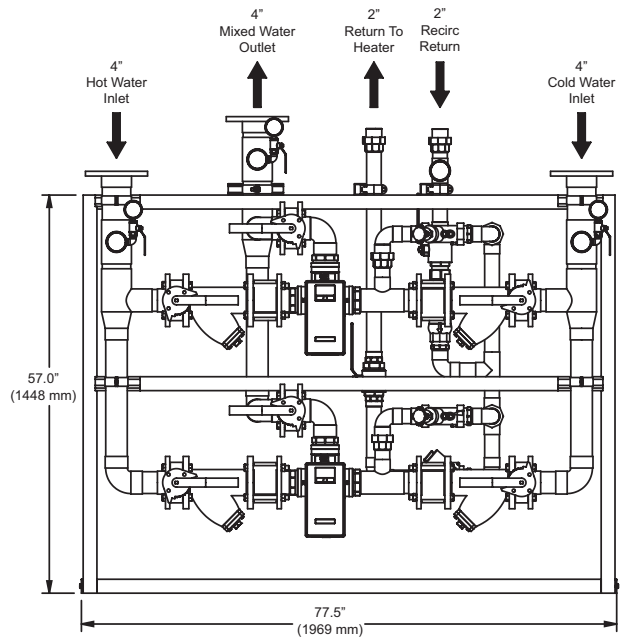 4”
Hot Water
Inlet
4”
Mixed Water
Outlet
2”
Return To
Heater
2”
Recirc
Return
4”
Cold Water
Inlet
57.0”
(1448 mm)
77.5”
(1969 mm)